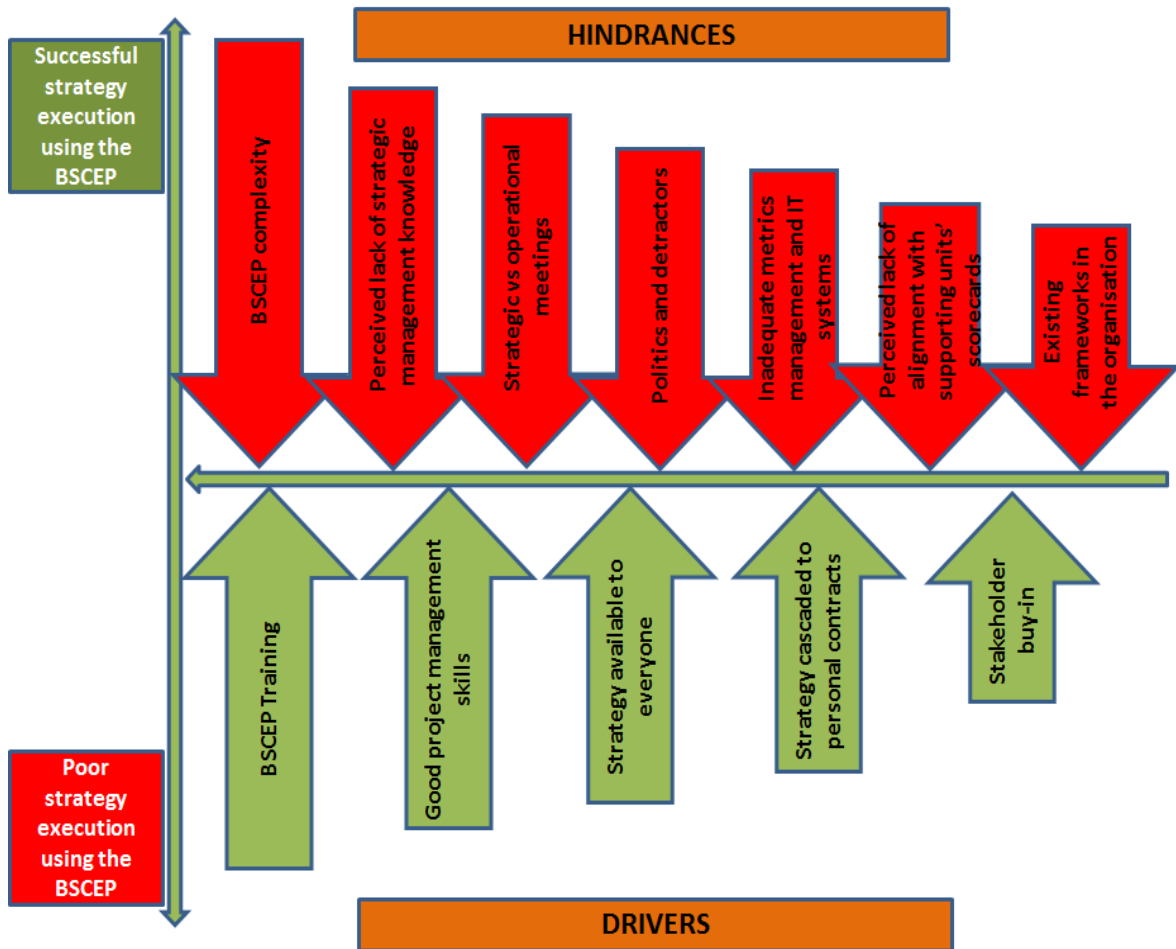 HINDRANCES
Successful
strategy
execution
using the
BSCEP
BSCEP complexity
Perceived lack of strategic
management knowledge
Strategic vs operational
meetings
Politics and detractors
Inadequate metrics
management and IT
systems
Perceived lack of
alignment with
supporting units’
scorecards
Existing
frameworks in
the organisation
BSCEP Training
Good project management
skills
Strategy available to
everyone
Strategy cascaded to
personal contracts
Stakeholder
buy-in
Poor
strategy
execution
using the
BSCEP
DRIVERS